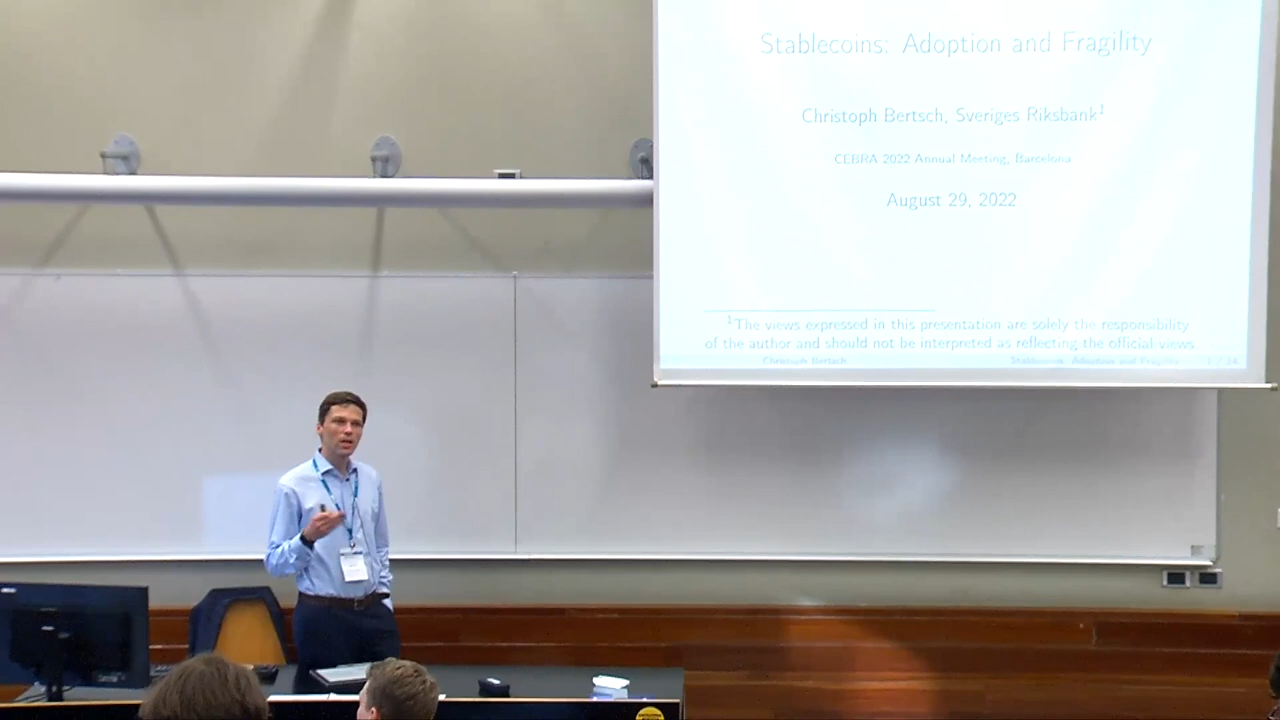 Stablecoins: Adoption and Fragility
Christoph Bertsch, Sveriges Riksbank¹
CEBRA 2022 Annual Meeting, Barcelona
August 29, 2022
¹The views expressed in this presentation are solely the responsibility
of the author and should not be interpreted as reflecting the official views
Christoph Bertsch Stablecoins: Adoption and Fragility 1 / 24